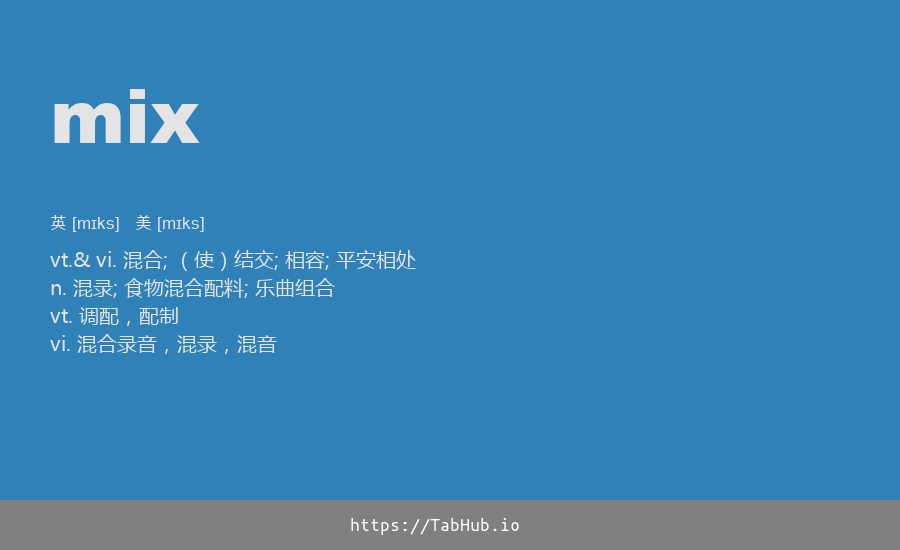 mix
英 [mɪks] 美 [mɪks]
vt.& vi. 混合; （使）结交; 相容; 平安相处
n. 混录; 食物混合配料; 乐曲组合
vt. 调配，配制
vi. 混合录音，混录，混音
https://TabHub.io